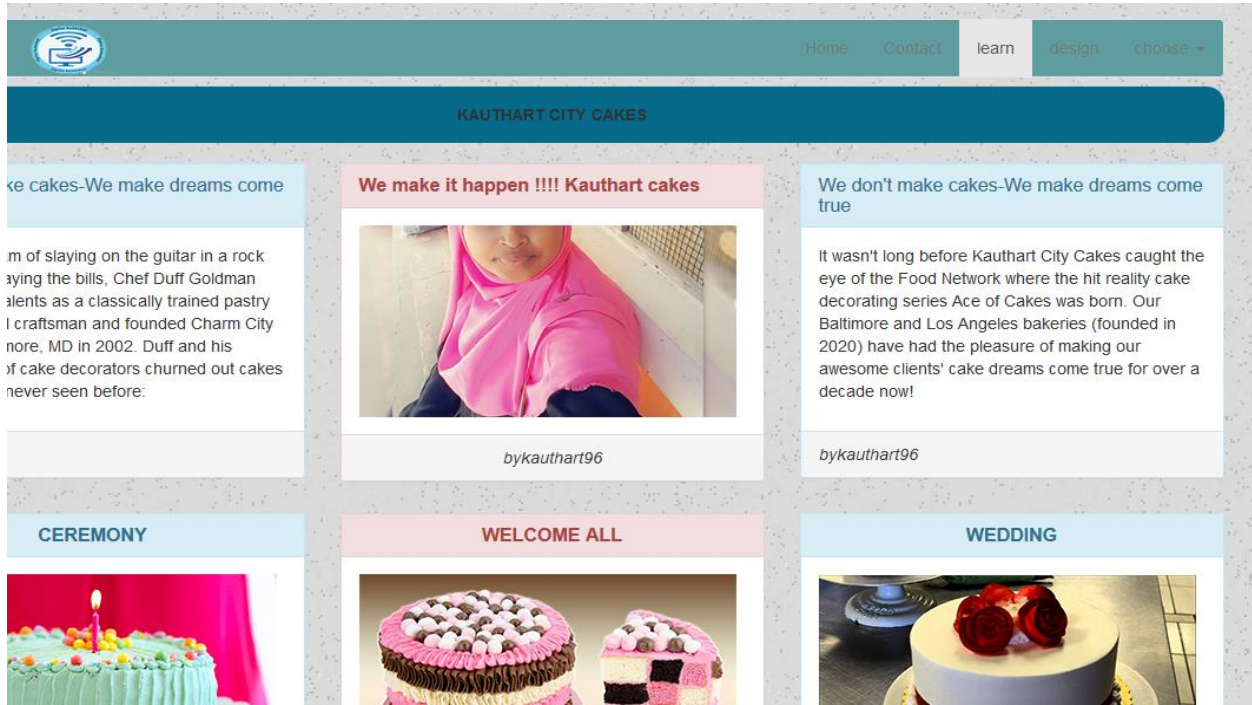 Home Contact learn design choose
KAUTHART CITY CAKES
cakes-We make dreams come
of slaying on the guitar in a rock
the bills, Chef Duff Goldman
as a classically trained pastry
craftsman and founded Charm City
MD in 2002. Duff and his
of cake decorators churned out cakes
never seen before:
We make it happen !!!! Kauthart cakes
bykauthart96
We don't make cakes-We make dreams come
true
It wasn't long before Kauthart City Cakes caught the
eye of the Food Network where the hit reality cake
decorating series Ace of Cakes was born. Our
Baltimore and Los Angeles bakeries (founded in
2020) have had the pleasure of making our
awesome clients' cake dreams come true for over a
decade now!
bykauthart96
CEREMONY
WELCOME ALL
WEDDING